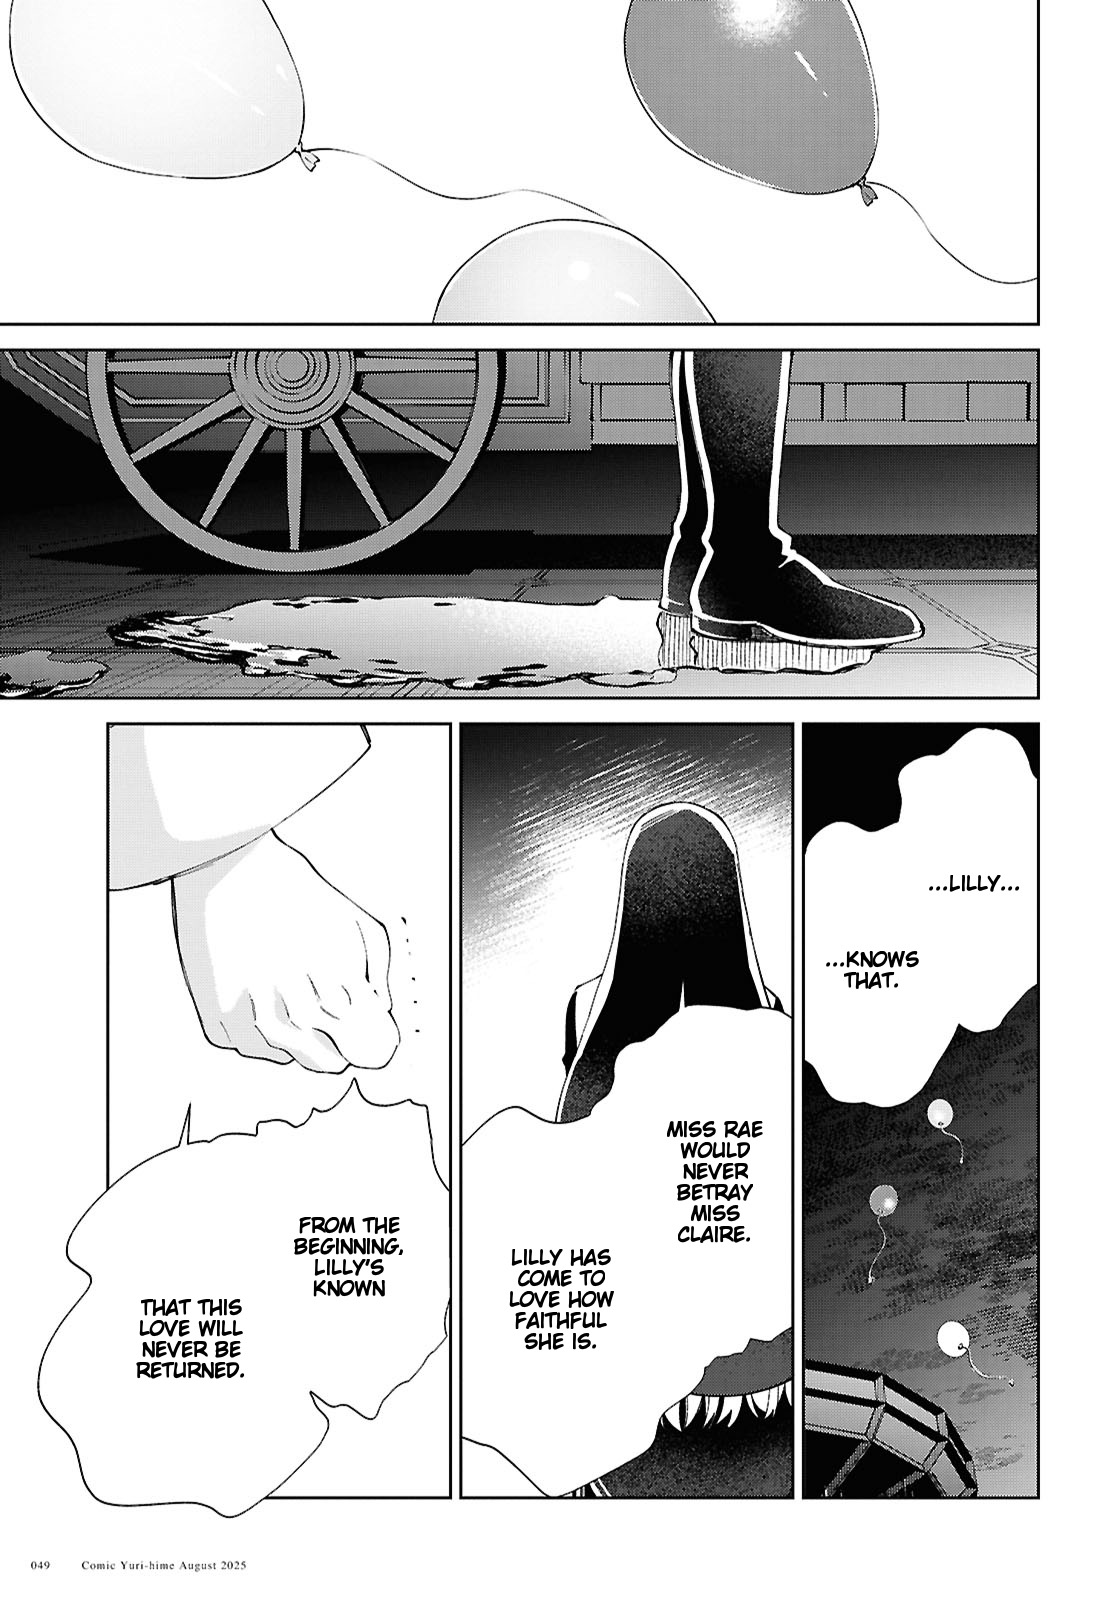 ...LILLY...
...KNOWS
THAT.
MISS RAE
WOULD
NEVER
BETRAY
MISS
CLAIRE.
LILLY HAS
COME TO
LOVE HOW
FAITHFUL
SHE IS.
FROM THE
BEGINNING,
LILLY'S
KNOWN
THAT THIS
LOVE WILL
NEVER BE
RETURNED.
049 Comic Yuri-hime August 2025